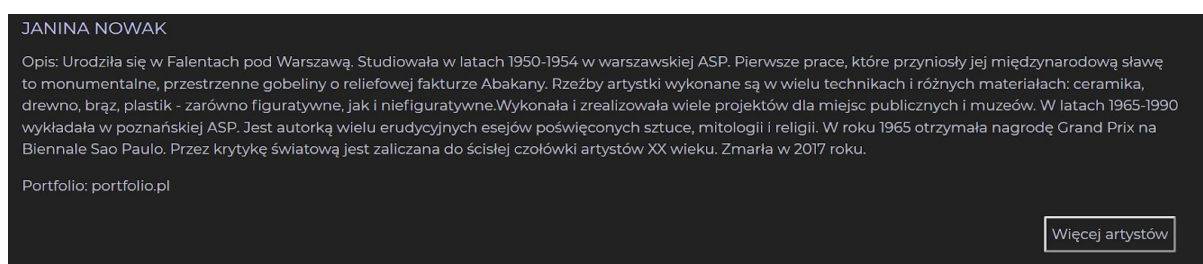 JANINA NOWAK
Opis: Urodziła się w Falentach pod Warszawą. Studiowała w latach 1950-1954 w warszawskiej ASP. Pierwsze prace, które przyniosły jej międzynarodową sławę
to monumentalne, przestrzenne gobeliny o reliefowej fakturze Abakany. Rzeźby artystki wykonane są w wielu technikach i różnych materiałach: ceramika,
drewno, brąz, plastik - zarówno figuratywne, jak i niefiguratywne.Wykonała i zrealizowała wiele projektów dla miejsc publicznych i muzeów. W latach 1965-1990
wykładała w poznańskiej ASP. Jest autorką wielu erudycyjnych esejów poświęconych sztuce, mitologii i religii. W roku 1965 otrzymała nagrodę Grand Prix na
Biennale Sao Paulo. Przez krytykę światową jest zaliczana do ścisłej czołówki artystów XX wieku. Zmarła w 2017 roku.
Portfolio: portfolio.pl
Więcej artystów